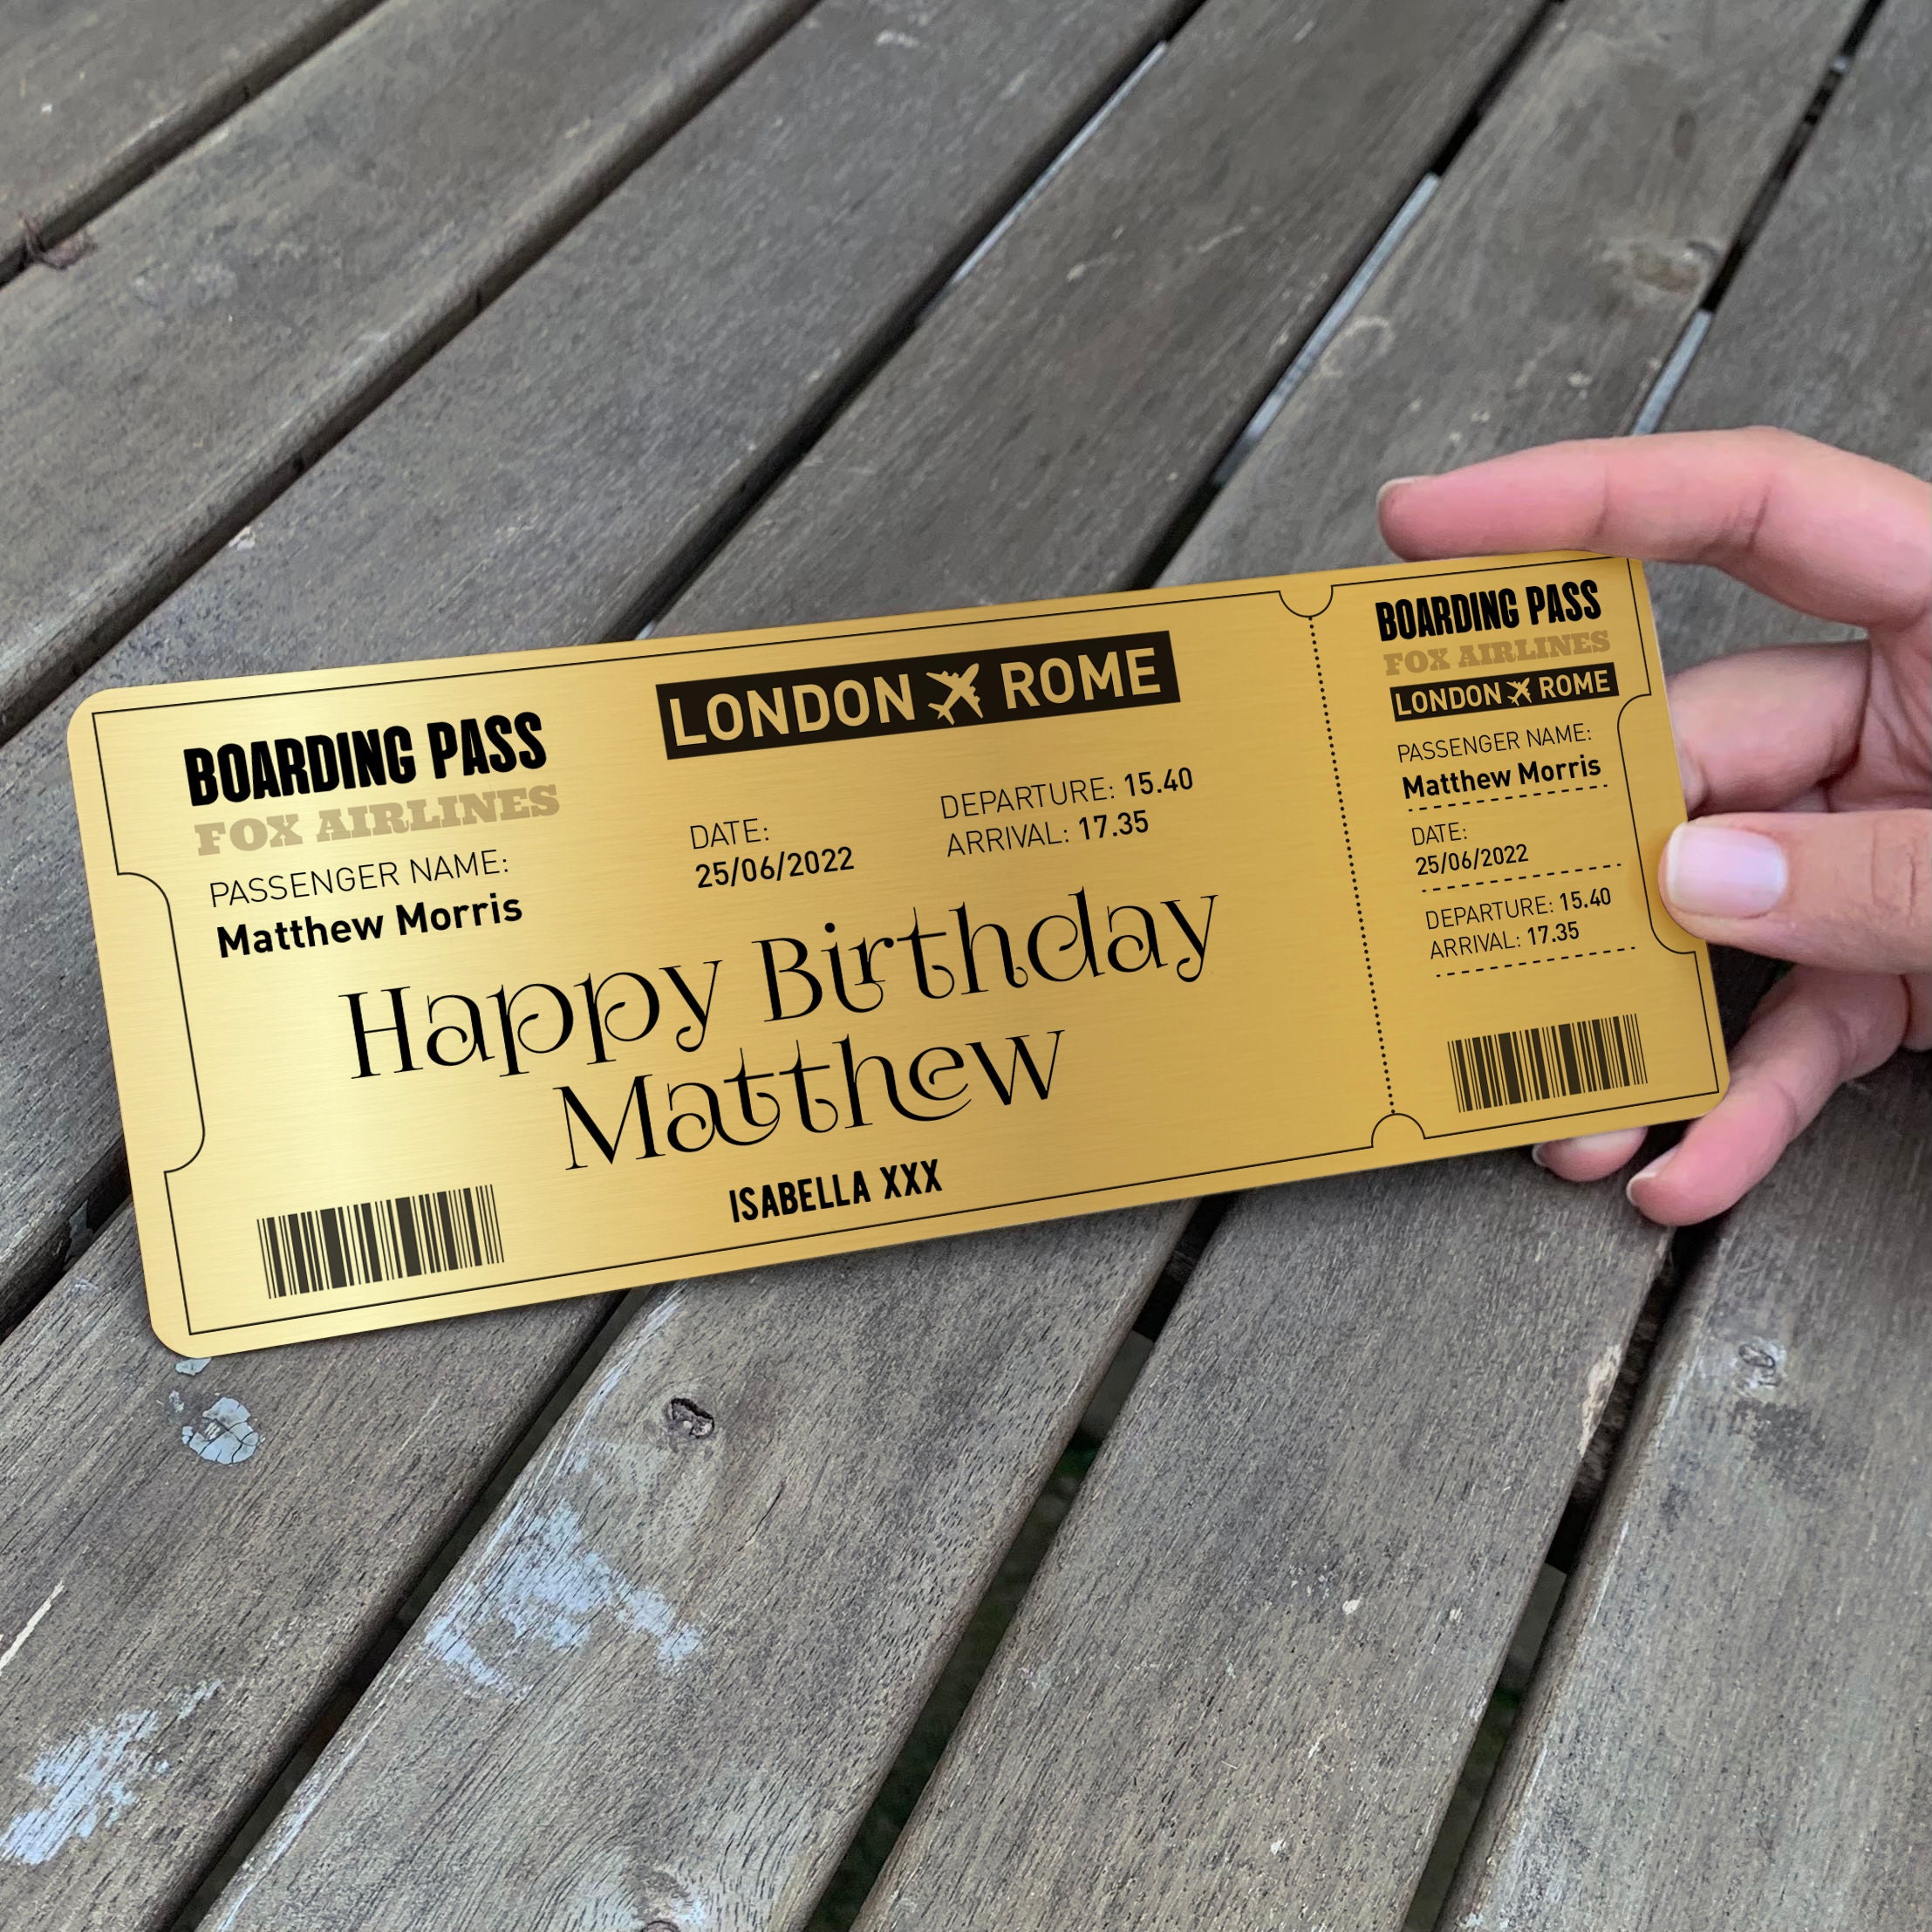 BOARDING PASS
FOX AIRLINES
PASSENGER NAME:
Matthew Morris
LONDON ROME
DATE:
25/06/2022
DEPARTURE: 15.40
ARRIVAL: 17.35
Happy Birthday
Matthew
ISABELLA XXX
BOARDING PASS
FOX AIRLINES
LONDON ROME
PASSENGER NAME:
Matthew Morris
DATE:
25/06/2022
DEPARTURE: 15.40
ARRIVAL: 17.35